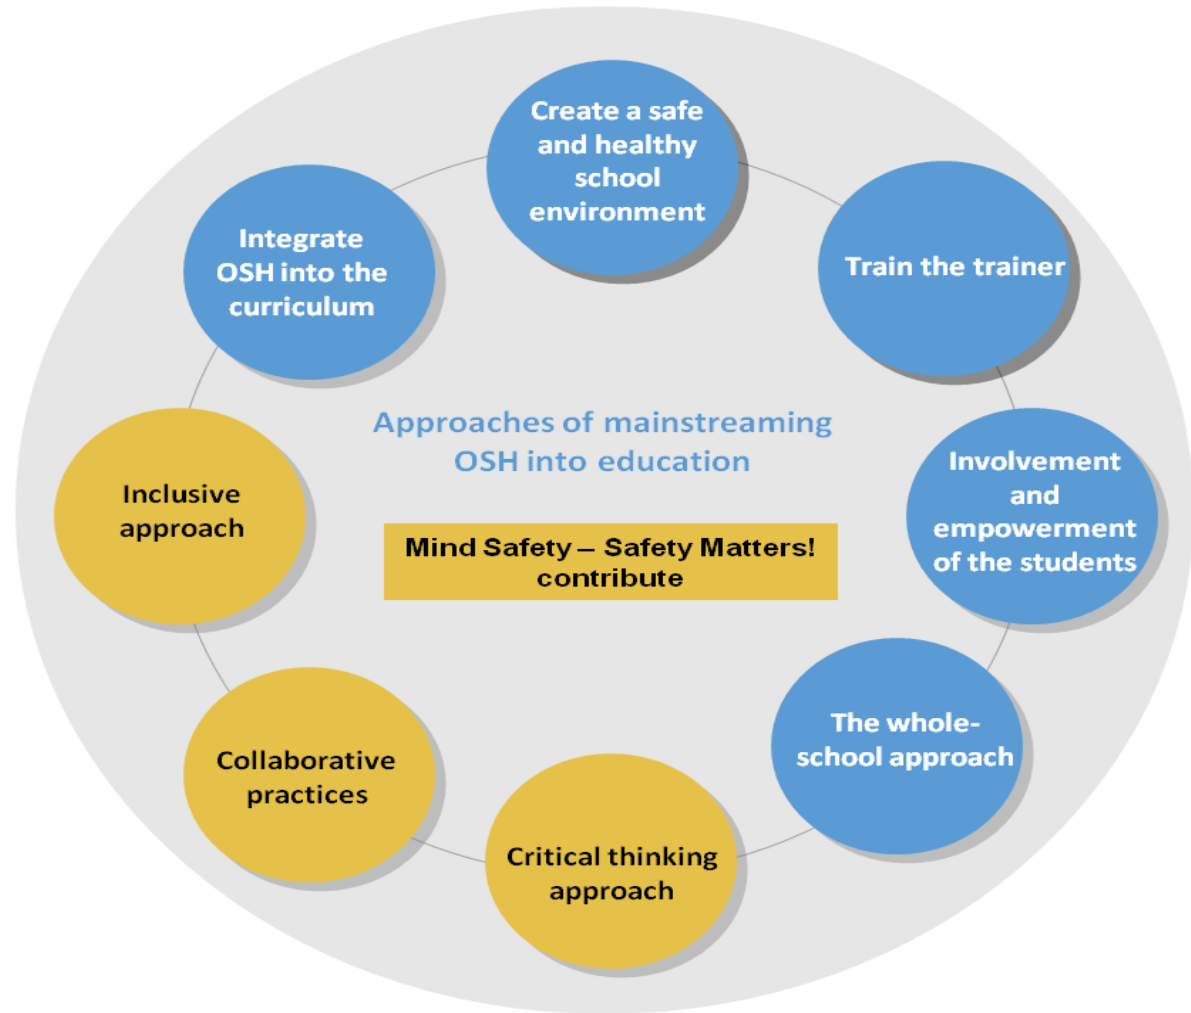 Create a safe
and healthy
school
environment
Train the trainer
Involvement
and
empowerment
of the students
The whole-
school approach
Critical thinking
approach
Collaborative
practices
Inclusive
approach
Integrate
OSH into the
curriculum
Approaches of mainstreaming
OSH into education
Mind Safety – Safety Matters!
contribute